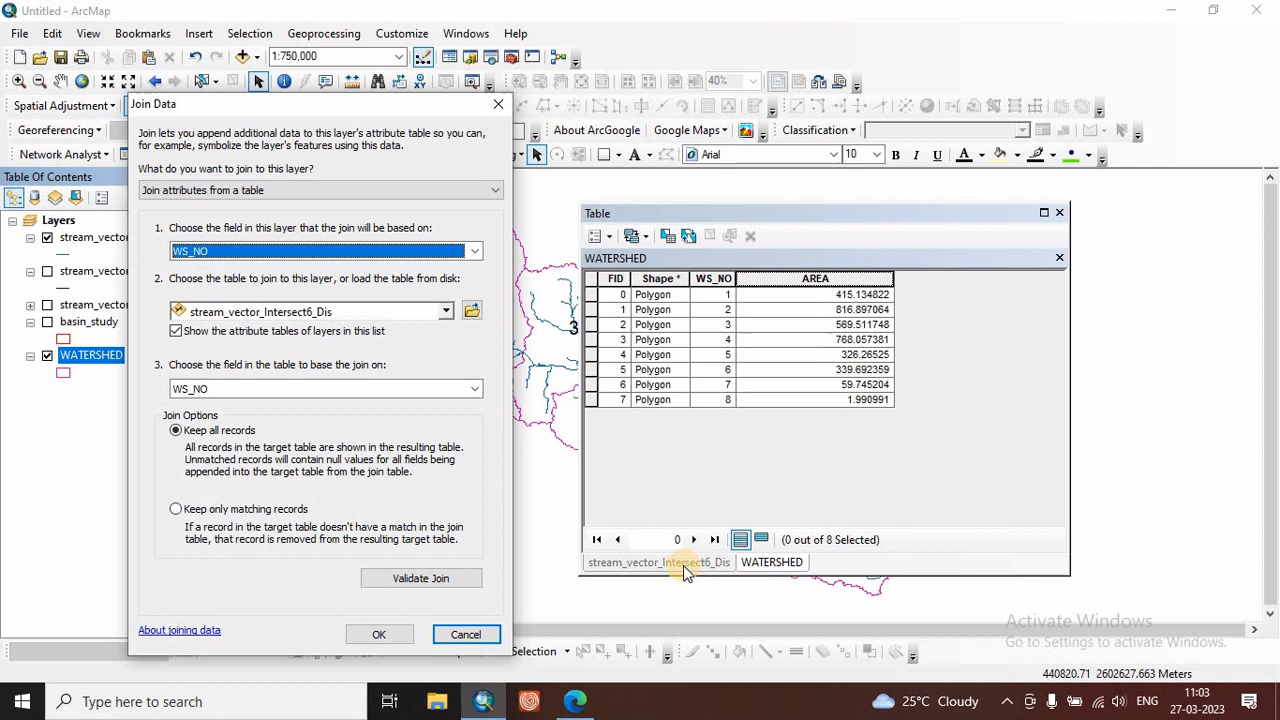 Untitled - ArcMap
File Edit View Bookmarks Insert Selection Geoprocessing Customize Windows Help
1:750,000
40%
Spatial Adjustment
Georeferencing
About ArcGoogle Google Maps Classification
Network Analyst
Arial 10 B I U A
Table Of Contents
Layers
stream_vector
stream_vecto
stream_vecto
basin_study
WATERSHED
Join Data
Join lets you append additional data to this layer's attribute table so you can,
for example, symbolize the layer's features using this data.
What do you want to join to this layer?
Join attributes from a table
1. Choose the field in this layer that the join will be based on:
WS_NO
2. Choose the table to join to this layer, or load the table from disk:
stream_vector_Intersect6_Dis
Show the attribute tables of layers in this list
3. Choose the field in the table to base the join on:
WS_NO
Join Options
Keep all records
All records in the target table are shown in the resulting table.
Unmatched records will contain null values for all fields being
appended into the target table from the join table.
Keep only matching records
If a record in the target table doesn't have a match in the join
table, that record is removed from the resulting target table.
Validate Join
About joining data
OK Cancel
3
Table
WATERSHED
FID Shape * WS_NO AREA
0 Polygon 1 415.134822
1 Polygon 2 816.897064
2 Polygon 3 569.511748
3 Polygon 4 768.057381
4 Polygon 5 326.26525
5 Polygon 6 339.692359
6 Polygon 7 59.745204
7 Polygon 8 1.990991
0 (0 out of 8 Selected)
stream_vector_Intersect6_Dis WATERSHED
Activate Windows
Go to Settings to activate Windows.
Selection
440820.71 2602627.663 Meters
Type here to search
25°C Cloudy
ENG
11:03
27-03-2023